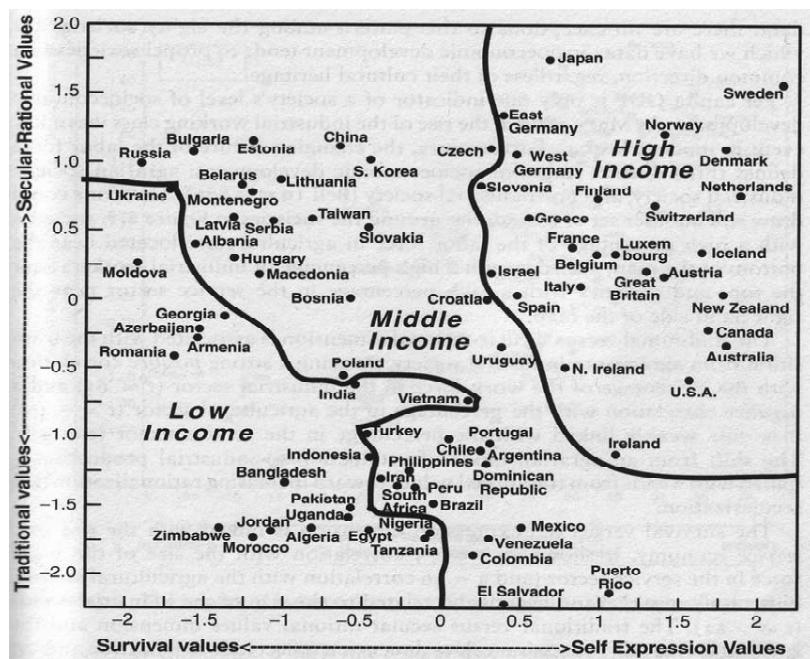 2.0
1.5
1.0
0.5
0
−0.5
−1.0
−1.5
−2.0
Traditional values<------------->Secular-Rational Values
Japan
Sweden
East
Germany
Norway
Bulgaria
Estonia
China
Czech
West
Germany
High
Income
Denmark
Russia
S. Korea
Belarus
Lithuania
Slovenia
Finland
Netherlands
Ukraine
Montenegro
Switzerland
Latvia
Serbia
Taiwan
Greece
Albania
Slovakia
France
Luxem
bourg
Iceland
Hungary
Belgium
Moldova
Macedonia
Israel
Italy
Great
Britain
Austria
Bosnia
Croatia
Spain
New Zealand
Georgia
Azerbaijan
Middle
Income
Canada
Armenia
Romania
Poland
Uruguay
N. Ireland
Australia
India
U.S.A.
Vietnam
Low
Income
Turkey
Portugal
Ireland
Indonesia
Chile
Argentina
Bangladesh
Iran
Philippines
Dominican
Republic
Pakistan
South
Africa
Peru
Brazil
Uganda
Zimbabwe
Jordan
Nigeria
Mexico
Morocco
Algeria
Egypt
Tanzania
Venezuela
Colombia
Puerto
Rico
El Salvador
−2
−1.5
−1
−0.5
0
0.5
1
1.5
2
Survival values<------------->Self Expression Values